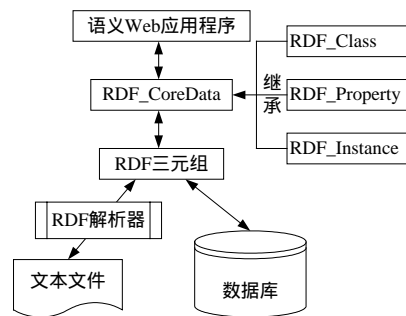 语义Web应用程序
RDF_Class
RDF_CoreData
继承
RDF_Property
RDF_Instance
RDF三元组
RDF解析器
文本文件
数据库